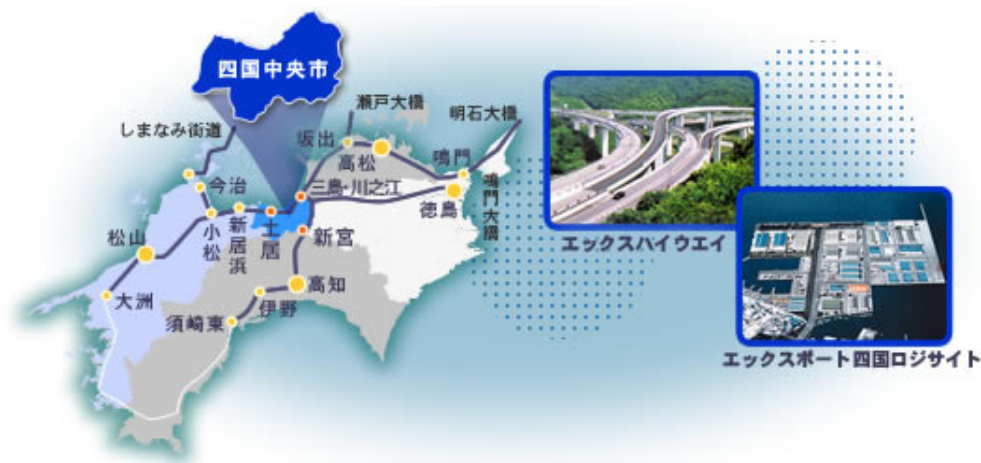 四国中央市
瀬戸大橋
明石大橋
しまなみ街道
坂出
高松
鳴門
鳴門大橋
今治
三島・川之江
徳島
松山
小松
新居浜
土居
新宮
大洲
高知
伊野
須崎東
エックスハイウエイ
エックスポート四国ロジサイト